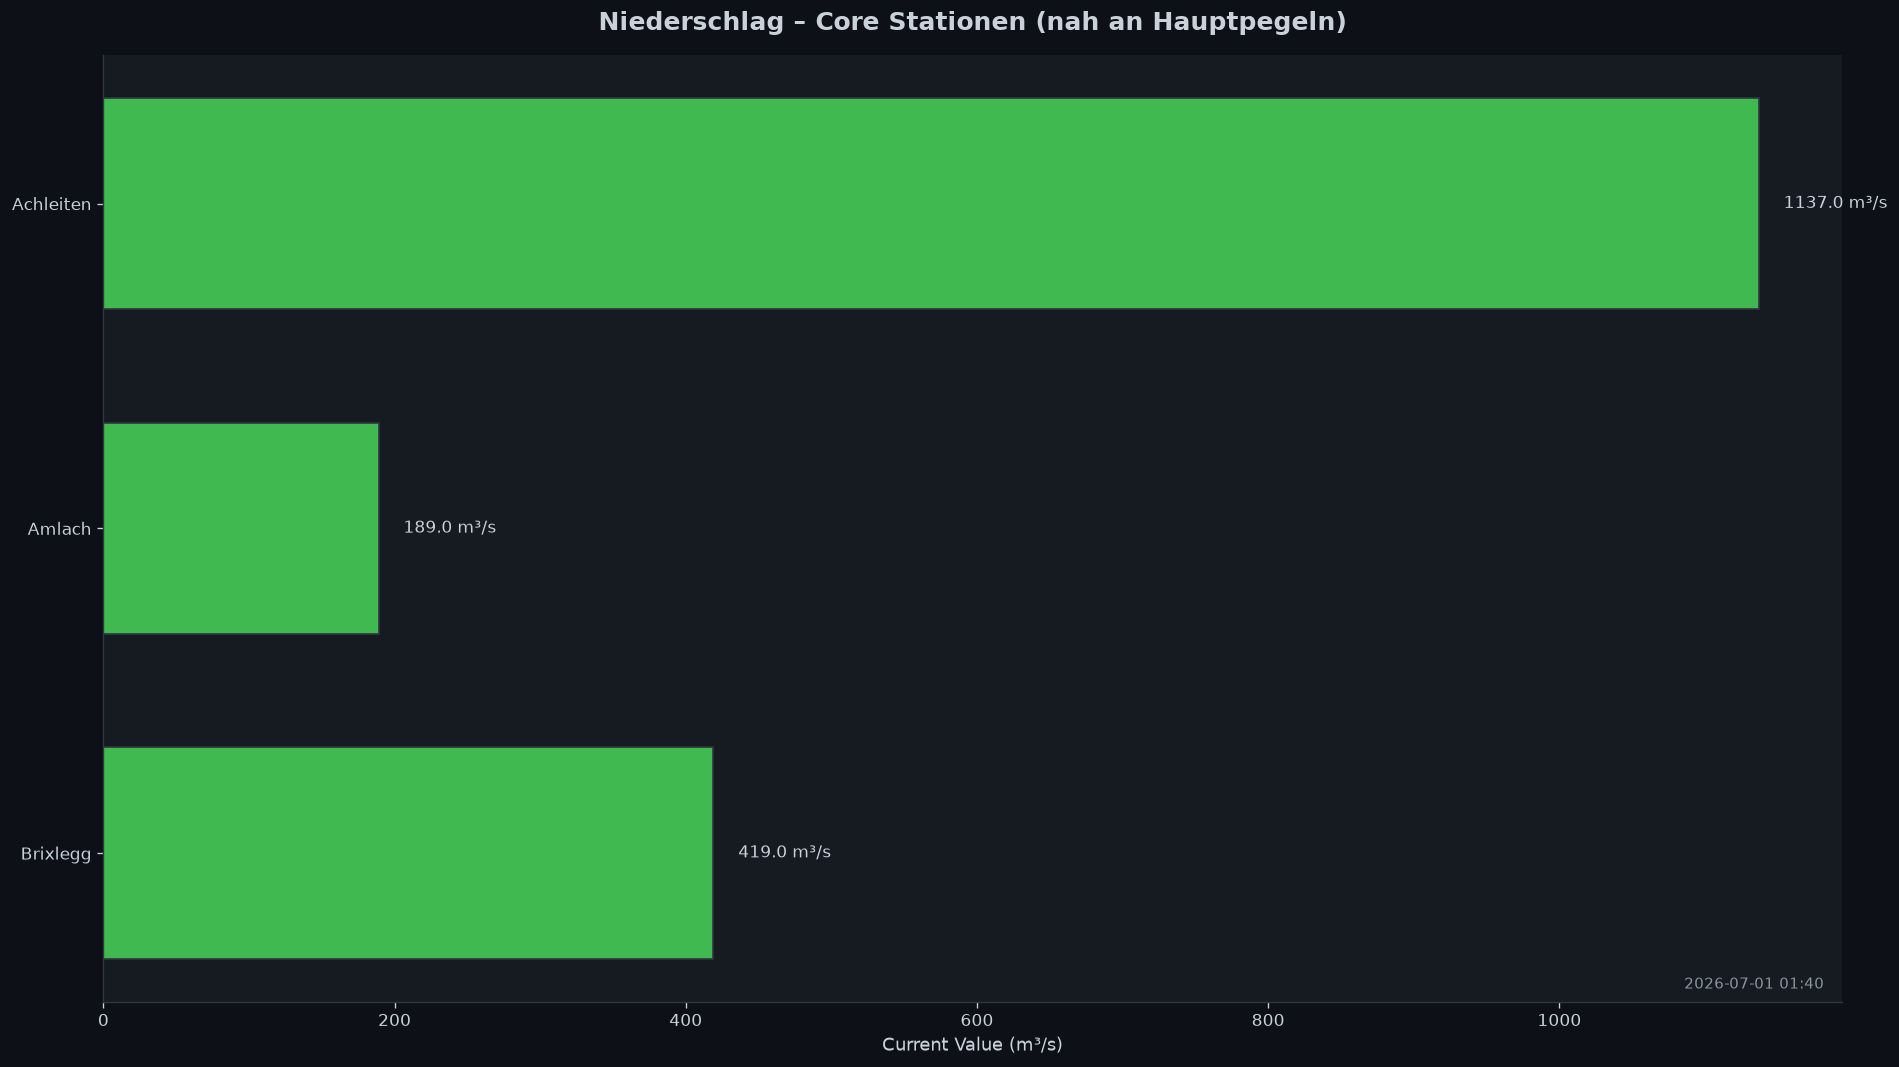 Niederschlag – Core Stationen (nah an Hauptpegeln)
Achleiten
1137.0 m³/s
Amlach
189.0 m³/s
Brixlegg
419.0 m³/s
2026-07-01 01:40
0 200 400 600 800 1000
Current Value (m³/s)